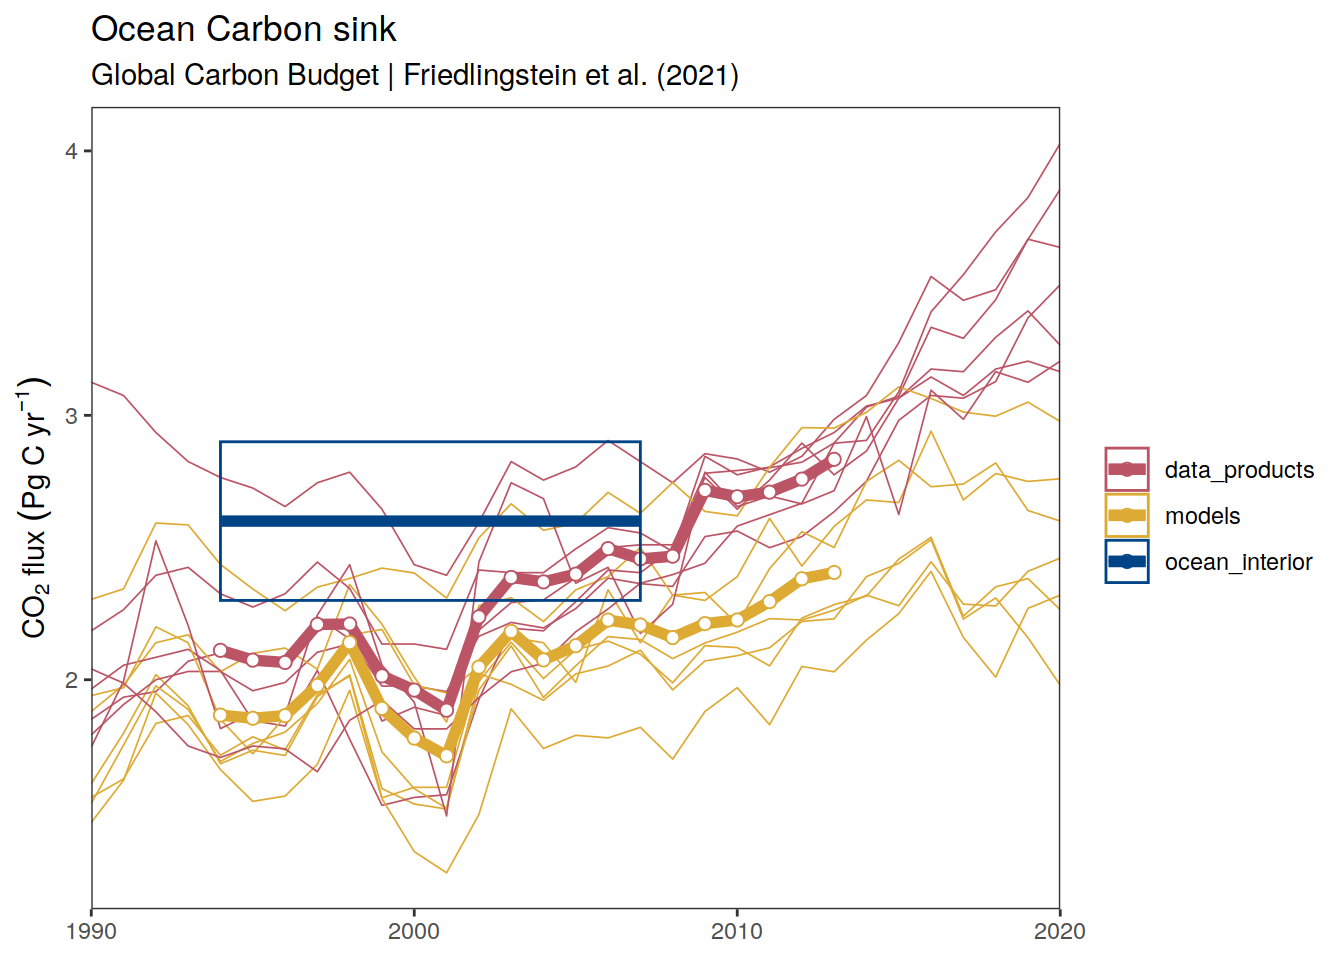 Ocean Carbon sink
Global Carbon Budget | Friedlingstein et al. (2021)
CO₂ flux (Pg C yr⁻¹)
4
3
2
1990 2000 2010 2020
data_products
models
ocean_interior